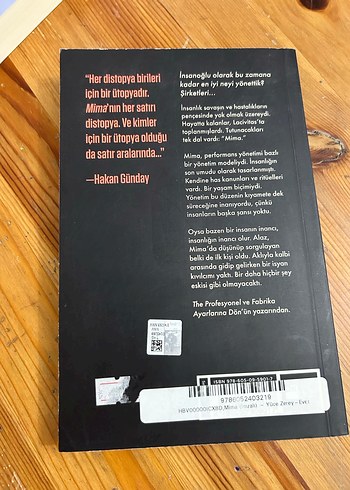 “Her distopya birileri
için bir ütopyadır.
Mima’nın her satırı
distopya. Ve kimler
için bir ütopya olduğu
da satır aralarında...”
—Hakan Günday
İnsanoğlu olarak bu zamana
kadar en iyi neyi yönettik?
Şirketleri...
İnsanlık savaşın ve hastalıkların
pençesinde yok olmak üzereydi.
Hayatta kalanlar, Lacivitas’ta
toplanmışlardı. Tutunacakları
tek dal vardı: “Mima.”
Mima, performans yönetimi bazlı
bir yönetim modeliydi. İnsanlığın
son umudu olarak tasarlanmıştı.
Kendine has kanunları ve ritüelleri
vardı. Bir yaşam biçimiydi.
Yönetim bu düzenin kıyamete dek
süreceğine inanıyordu, çünkü
insanların başka şansı yoktu.
Oysa bazen bir insanın inancı,
insanlığın inancı olur. Alaz,
Mima’da düşünüp sorgulayan
belki de ilk kişi oldu. Aklıyla kalbi
arasında gidip gelirken bir isyan
kıvılcımı yaktı. Bir daha hiçbir şey
eskisi gibi olmayacaktı.
The Profesyonel ve Fabrika
Ayarlarına Dön’ün yazarından.
ISBN 978-605-09-5901-7
9786052403219